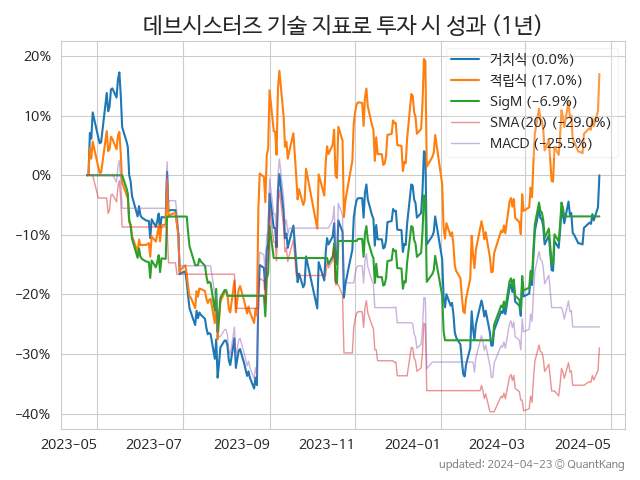 데브시스터즈 기술 지표로 투자 시 성과 (1년)
거치식 (0.0%)
적립식 (17.0%)
SigM (−6.9%)
SMA(20) (−29.0%)
MACD (−25.5%)
20%
10%
0%
−10%
−20%
−30%
−40%
2023-05 2023-07 2023-09 2023-11 2024-01 2024-03 2024-05
updated: 2024-04-23 © QuantKang